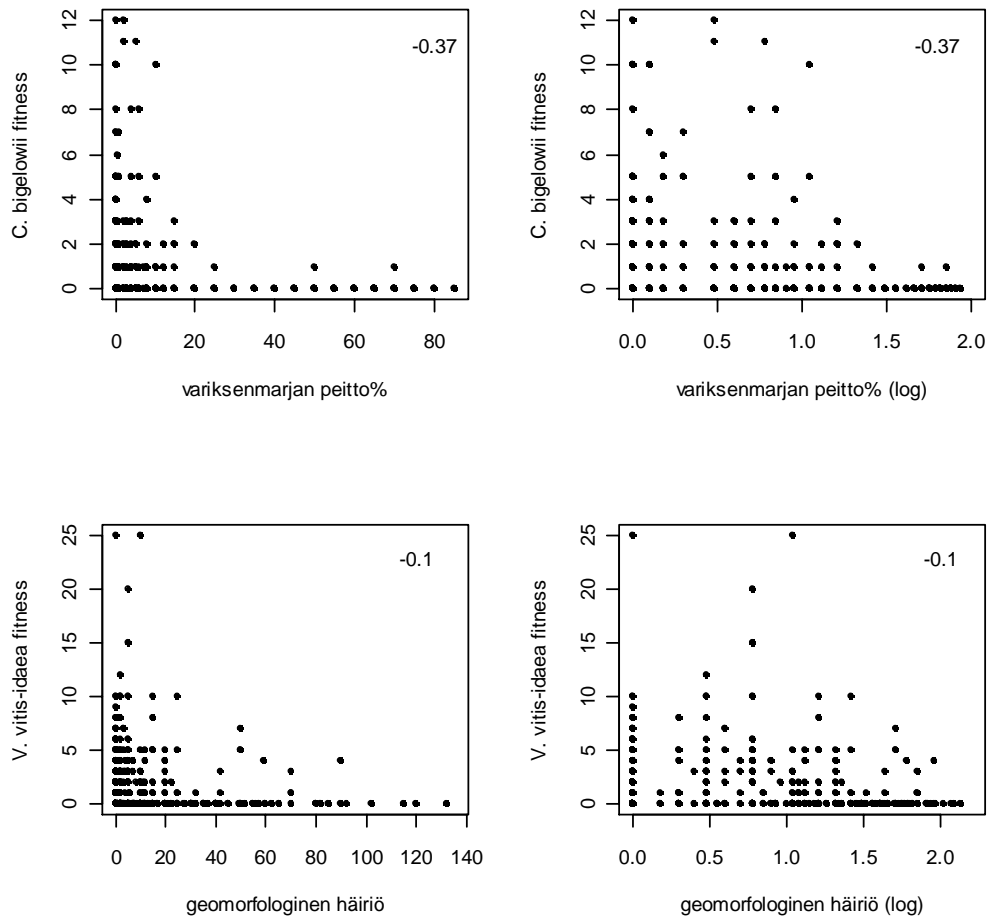 -0.37
C. bigelowii fitness
12
10
8
6
4
2
0
0 20 40 60 80
variksenmarjan peitto%
-0.37
C. bigelowii fitness
12
10
8
6
4
2
0
0.0 0.5 1.0 1.5 2.0
variksenmarjan peitto% (log)
-0.1
V. vitis-idaea fitness
25
20
15
10
5
0
0 20 40 60 80 100 120 140
geomorfologinen häiriö
-0.1
V. vitis-idaea fitness
25
20
15
10
5
0
0.0 0.5 1.0 1.5 2.0
geomorfologinen häiriö (log)